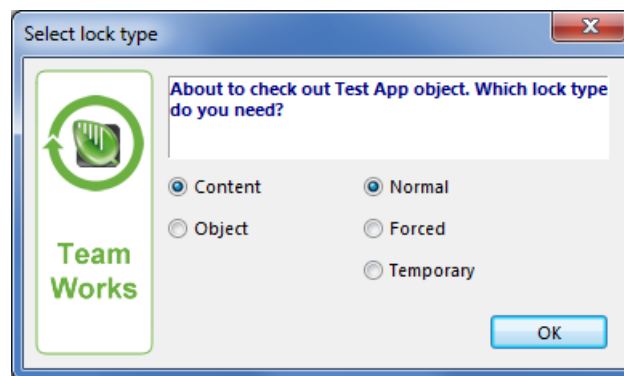 Select lock type
About to check out Test App object. Which lock type
do you need?
Content
Normal
Object
Forced
Temporary
Team
Works
OK